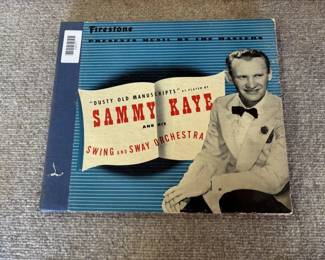 Firestone
PRESENTS MUSIC BY THE MASTERS
"DUSTY OLD MANUSCRIPTS" AS PLAYED BY
SAMMY KAYE
AND HIS
SWING AND SWAY ORCHESTRA